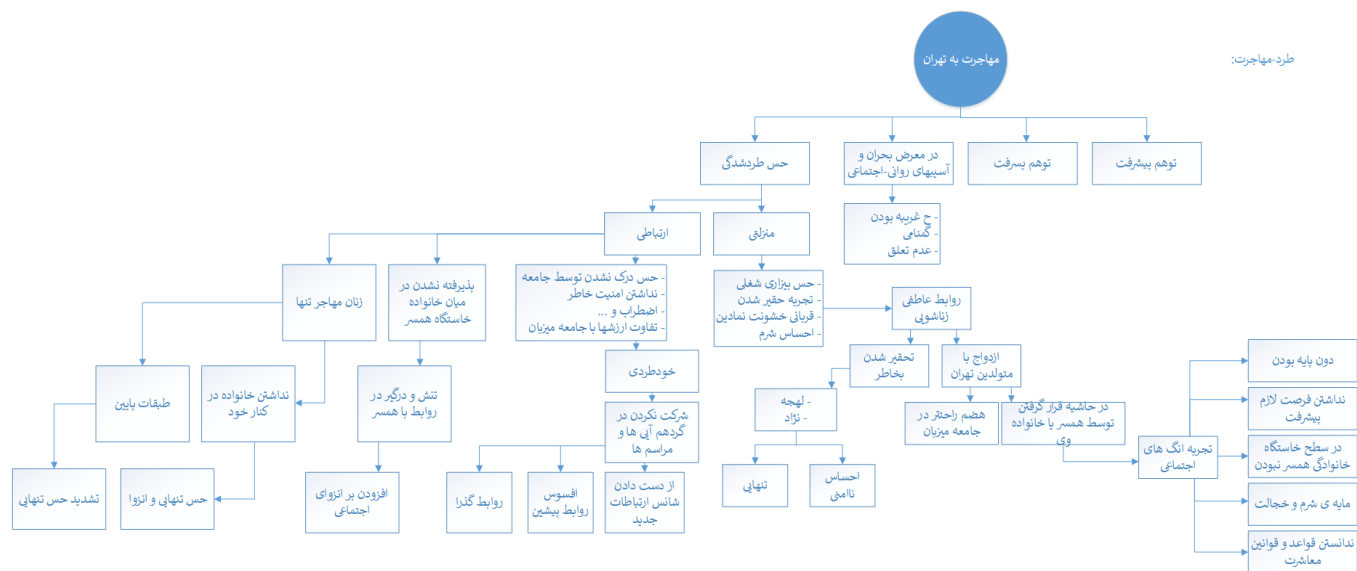 طرد-مهاجرت:
مهاجرت به تهران
توهم پیشرفت
توهم پسرفت
در معرض بحران و
آسیبهای روانی-اجتماعی
حس طردشدگی
- ح غریبه بودن
- گمنامی
- عدم تعلق
منزلتی
ارتباطی
- حس بیزاری شغلی
- تجربه حقیر شدن
- قربانی خشونت نمادین
- احساس شرم
- حس درک نشدن توسط جامعه
- نداشتن امنیت خاطر
- اضطراب و ...
- تفاوت ارزشها با جامعه میزبان
پذیرفته نشدن در
میان خانواده
خاستگاه همسر
زنان مهاجر تنها
روابط عاطفی
زناشویی
ازدواج با
متولدین تهران
تحقیر شدن
بخاطر
خودطردی
تنش و درگیر در
روابط با همسر
نداشتن خانواده در
کنار خود
طبقات پایین
دون پایه بودن
نداشتن فرصت لازم
پیشرفت
در سطح خاستگاه
خانوادگی همسر نبودن
مایه ی شرم و خجالت
ندانستن قواعد و قوانین
معاشرت
تجربه انگ های
اجتماعی
در حاشیه قرار گرفتن
توسط همسر یا خانواده
وی
هضم راحتتر در
جامعه میزبان
- لهجه
- نژاد
شرکت نکردن در
گردهم آیی ها و
مراسم ها
احساس
ناامنی
تنهایی
از دست دادن
شانس ارتباطات
جدید
افسوس
روابط پیشین
روابط گذرا
افزودن بر انزوای
اجتماعی
حس تنهایی و انزوا
تشدید حس تنهایی